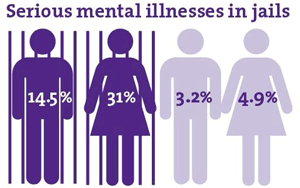 Serious mental illnesses in jails
14.5% 31% 3.2% 4.9%